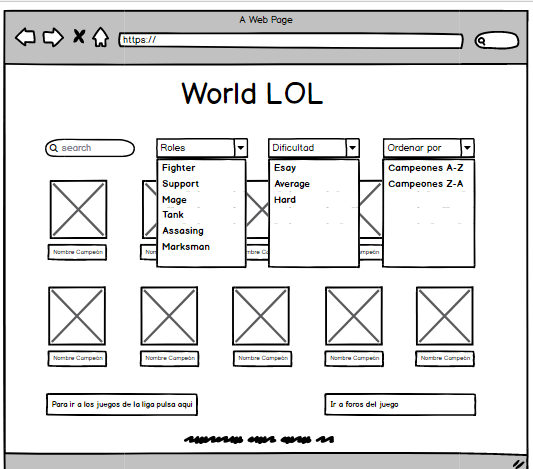 A Web Page
https://
World LOL
search
Roles
Dificultad
Ordenar por
Fighter
Support
Mage
Tank
Assasing
Marksman
Esay
Average
Hard
Campeones A-Z
Campeones Z-A
Nombre Campeón
Nombre Campeón
Nombre Campeón
Nombre Campeón
Nombre Campeón
Nombre Campeón
Para ir a los juegos de la liga pulsa aqui
Ir a foros del juego